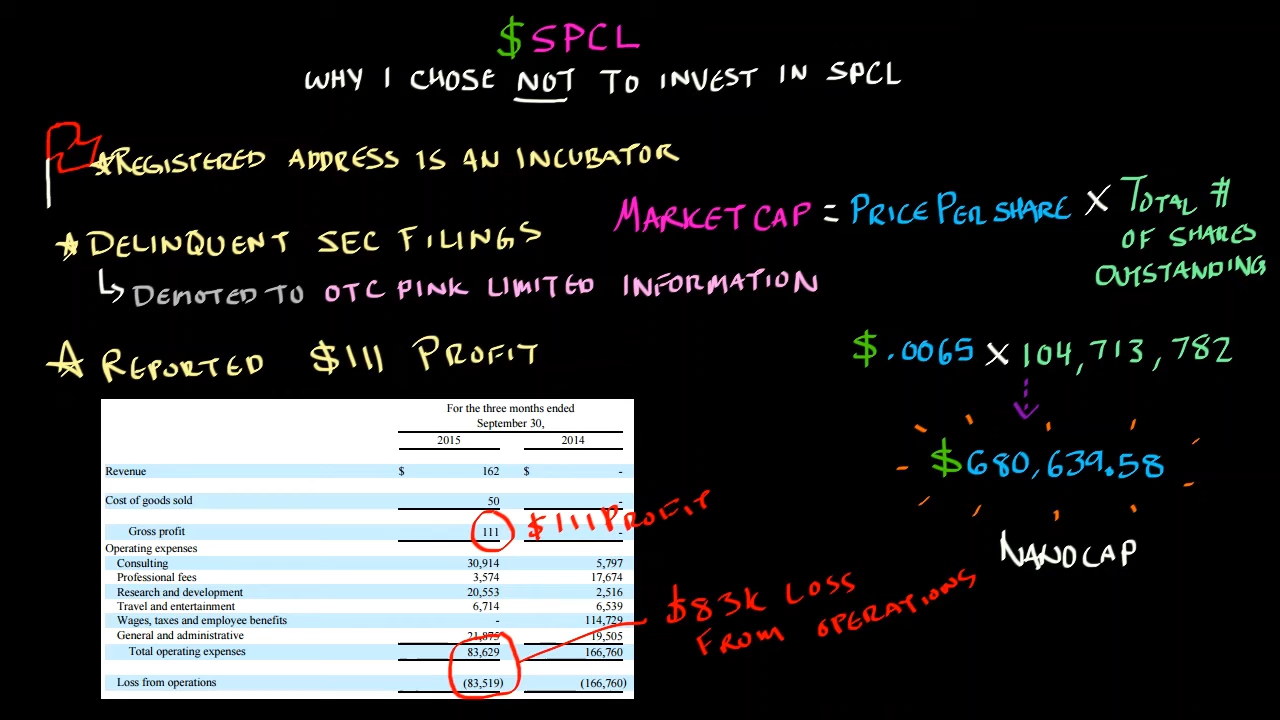 $SPCL
WHY I CHOSE NOT TO INVEST IN SPCL
REGISTERED ADDRESS IS AN INCUBATOR
MARKET CAP = PRICE PER SHARE X TOTAL #
OF SHARES
OUTSTANDING
DELINQUENT SEC FILINGS
DEMOTED TO OTC PINK LIMITED INFORMATION
REPORTED $111 PROFIT
$.0065 X 104,713,782
$680,639.58
NANOCAP
For the three months ended
September 30,
2015 2014
Revenue $ 162 $ -
Cost of goods sold 50 -
Gross profit 111 -
$111 PROFIT
Operating expenses
Consulting 30,914 5,797
Professional fees 3,574 17,674
Research and development 20,553 2,516
Travel and entertainment 6,714 6,539
Wages, taxes and employee benefits - 114,729
General and administrative 21,875 19,505
Total operating expenses 83,629 166,760
Loss from operations (83,519) (166,760)
$83K LOSS
FROM OPERATIONS